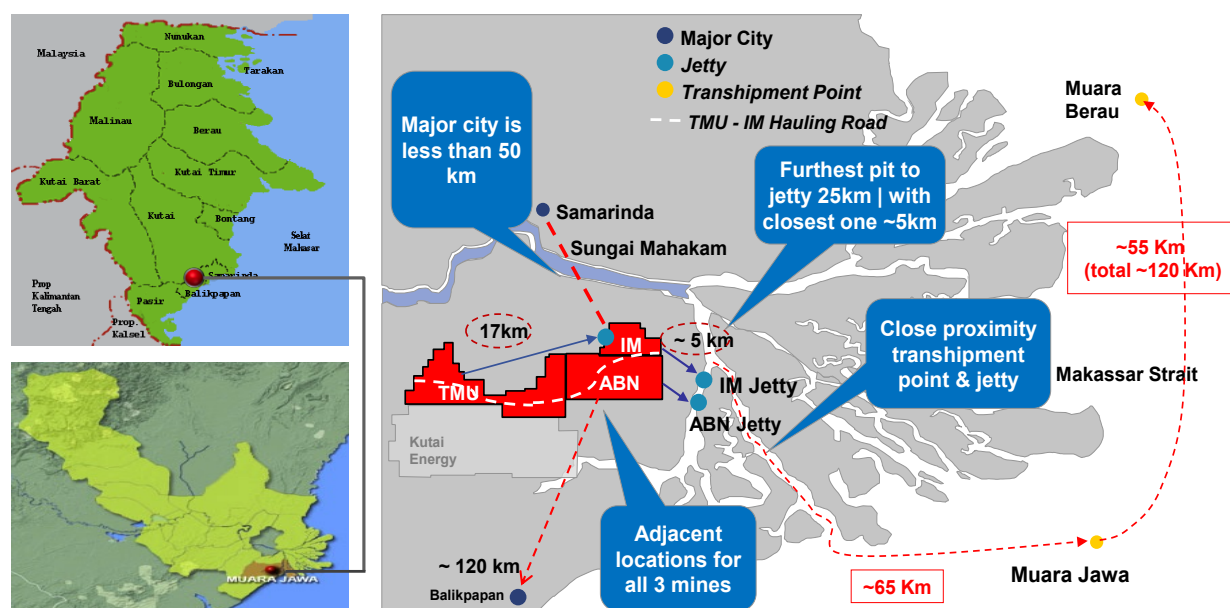 Malaysia
Nunukan
Tarakan
Bulongan
Malinau
Berau
Kutai Timur
Kutai Barat
Kutai
Bontang
Selat
Makasar
Samarinda
Balikpapan
Prop
Kalimantan
Tengah
Pasir
Prop.
Kalsel
MUARA JAWA
Major City
Jetty
Transhipment Point
TMU - IM Hauling Road
Muara
Berau
Major city is
less than 50
km
Furthest pit to
jetty 25km | with
closest one ~5km
Samarinda
Sungai Mahakam
~55 Km
(total ~120 Km)
17km
IM
~ 5 km
Close proximity
transhipment
point & jetty
Makassar Strait
TMU
ABN
IM Jetty
ABN Jetty
Kutai
Energy
Adjacent
locations for
all 3 mines
~ 120 km
Balikpapan
~65 Km
Muara Jawa